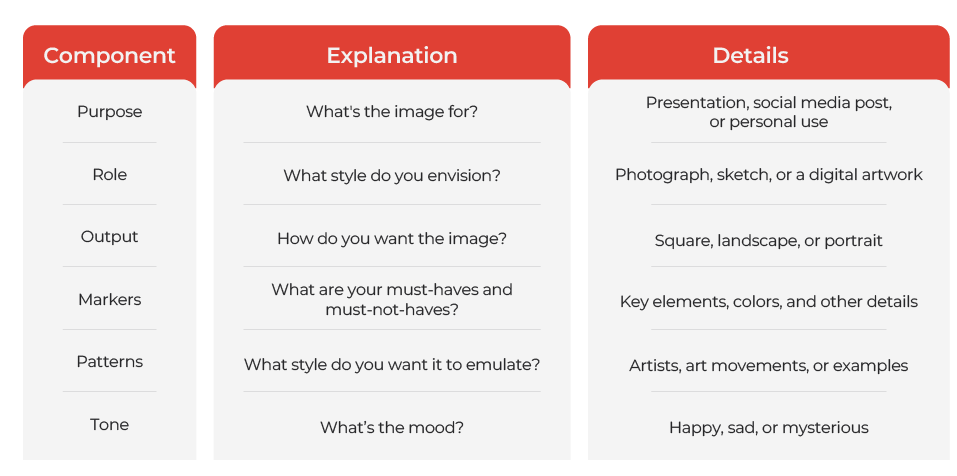 Component
Explanation
Details
Purpose
What's the image for?
Presentation, social media post,
or personal use
Role
What style do you envision?
Photograph, sketch, or a digital artwork
Output
How do you want the image?
Square, landscape, or portrait
Markers
What are your must-haves and
must-not-haves?
Key elements, colors, and other details
Patterns
What style do you want it to emulate?
Artists, art movements, or examples
Tone
What’s the mood?
Happy, sad, or mysterious